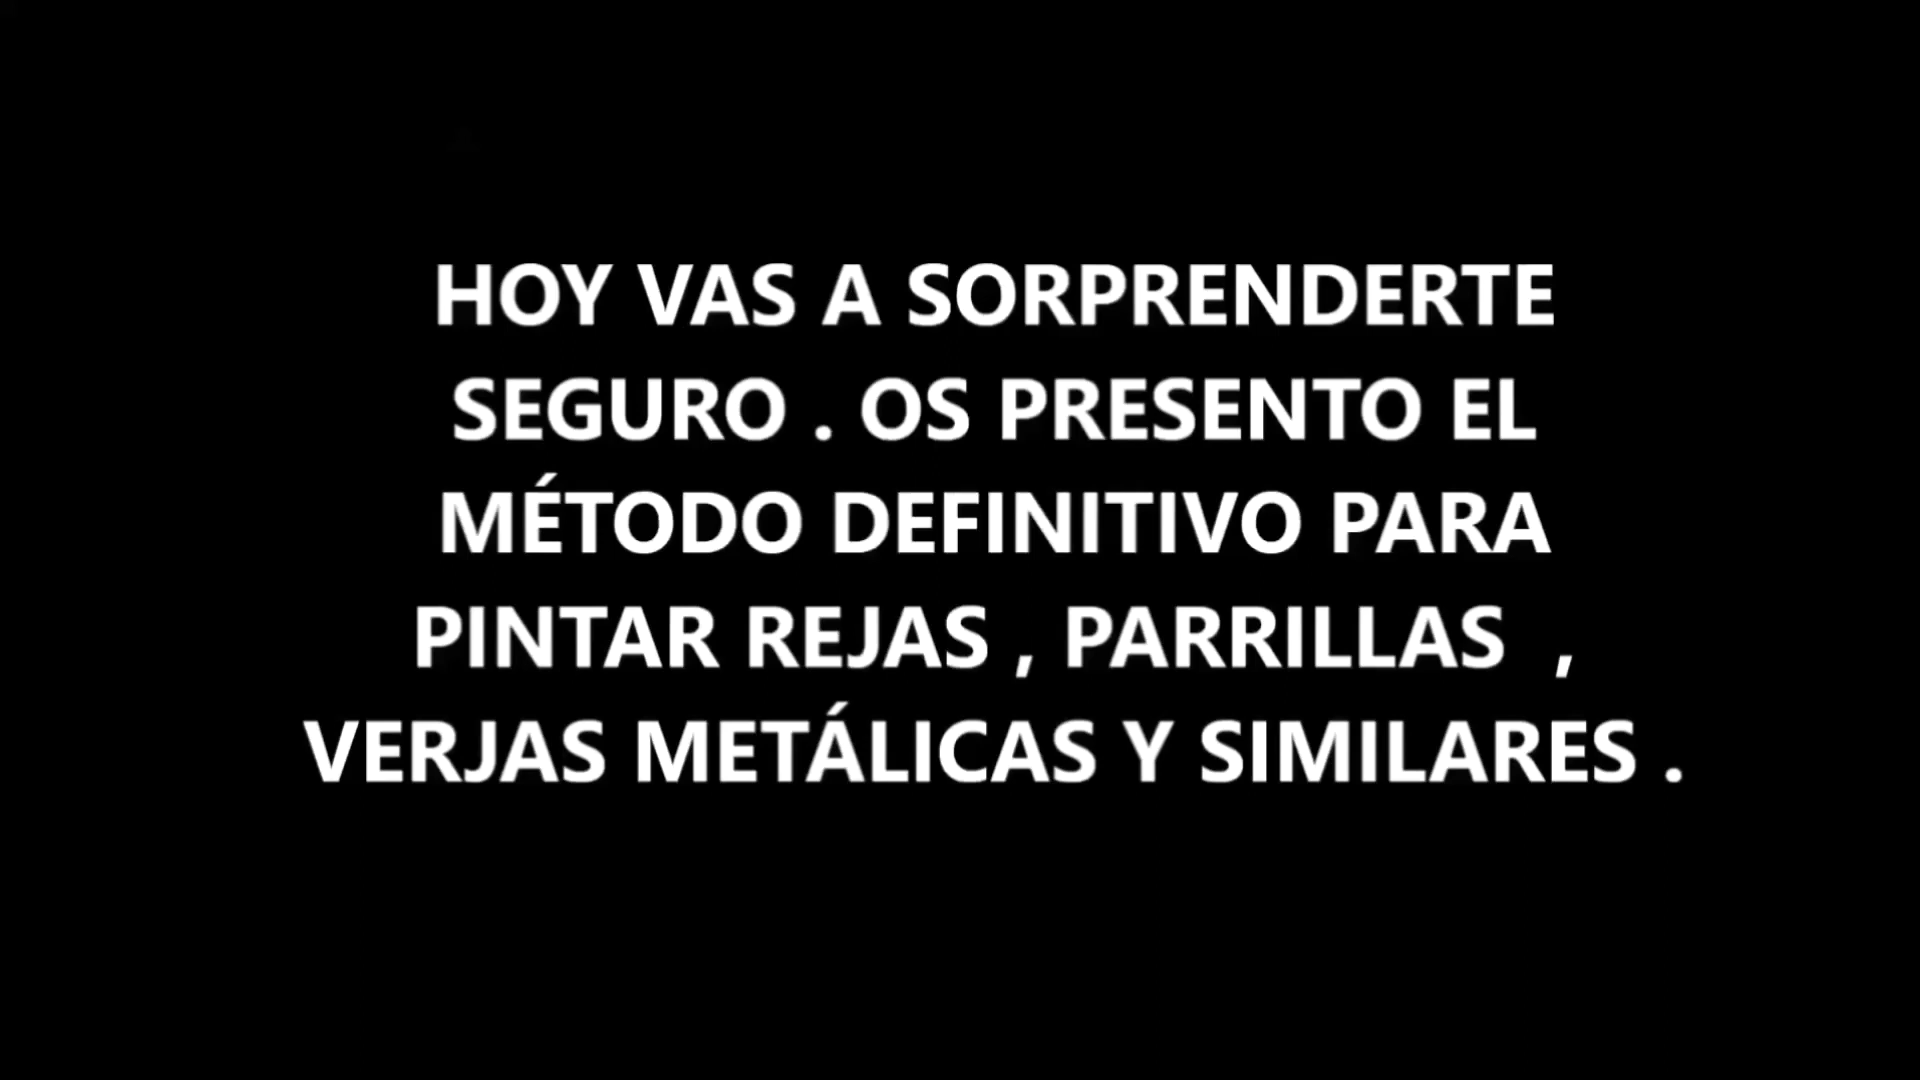 HOY VAS A SORPRENDERTE
SEGURO . OS PRESENTO EL
MÉTODO DEFINITIVO PARA
PINTAR REJAS , PARRILLAS  ,
VERJAS METÁLICAS Y SIMILARES .